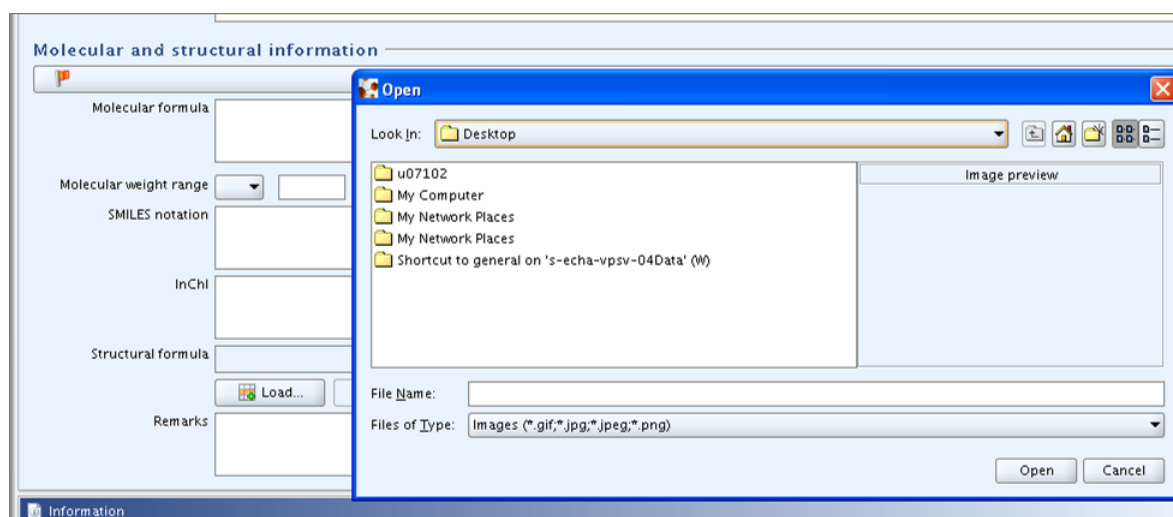 Molecular and structural information
Open
Molecular formula
Look In: Desktop
u07102
Image preview
My Computer
Molecular weight range
My Network Places
SMILES notation
My Network Places
Shortcut to general on 's-echa-vpsv-04Data' (W)
InChI
Structural formula
Load...
File Name:
Remarks
Files of Type: Images (*.gif;*.jpg;*.jpeg;*.png)
Open Cancel
Information